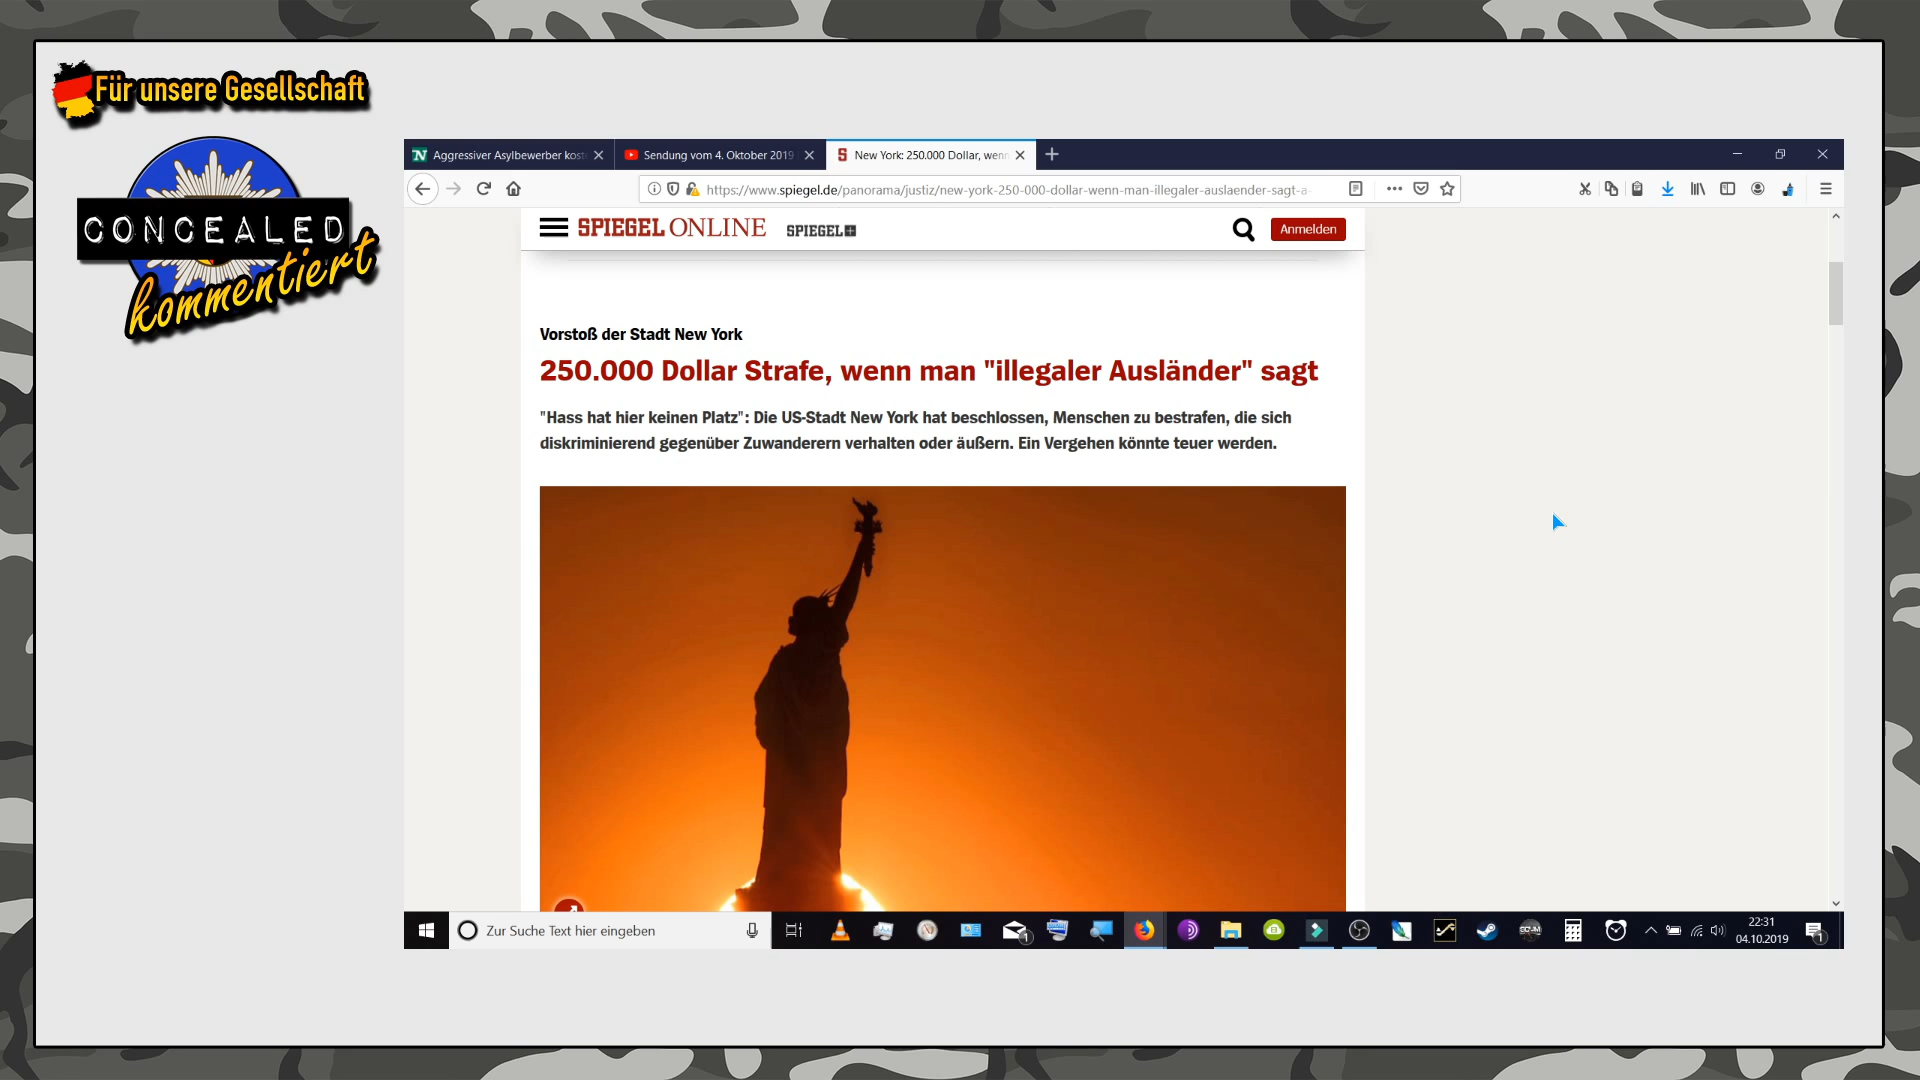 Für unsere Gesellschaft
CONCEALED
kommentiert
Aggressiver Asylbewerber kost
Sendung vom 4. Oktober 2019
New York: 250.000 Dollar, wenn
https://www.spiegel.de/panorama/justiz/new-york-250-000-dollar-wenn-man-illegaler-auslaender-sagt-a-
SPIEGEL ONLINE
SPIEGEL+
Anmelden
Vorstoß der Stadt New York
250.000 Dollar Strafe, wenn man "illegaler Ausländer" sagt
"Hass hat hier keinen Platz": Die US-Stadt New York hat beschlossen, Menschen zu bestrafen, die sich
diskriminierend gegenüber Zuwanderern verhalten oder äußern. Ein Vergehen könnte teuer werden.
Zur Suche Text hier eingeben
1
22:31
04.10.2019
1